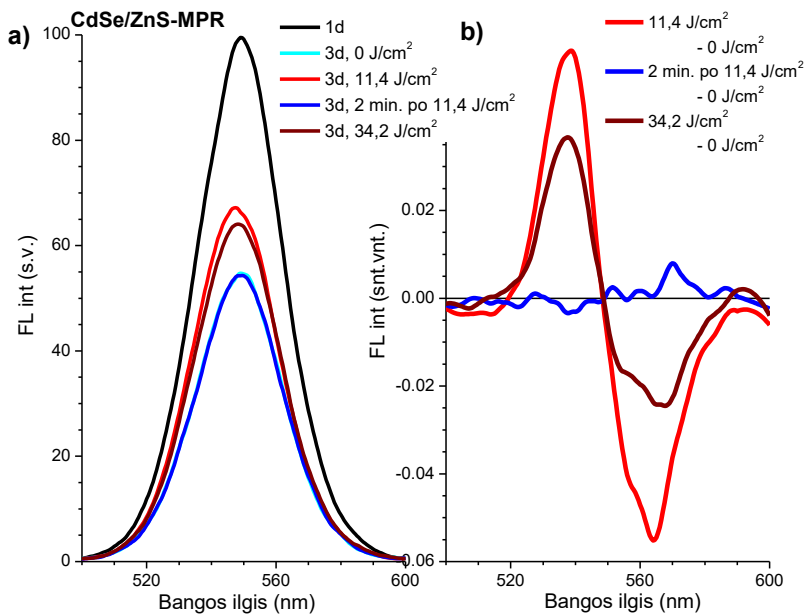 CdSe/ZnS-MPR
a)
1d
3d, 0 J/cm²
3d, 11,4 J/cm²
3d, 2 min. po 11,4 J/cm²
3d, 34,2 J/cm²
100
80
60
40
20
0
FL int (s.v.)
520
560
600
Bangos ilgis (nm)
b)
11,4 J/cm²
- 0 J/cm²
2 min. po 11,4 J/cm²
- 0 J/cm²
34,2 J/cm²
- 0 J/cm²
0.02
0.00
-0.02
-0.04
0.06
FL int (snt.vnt.)
520
560
600
Bangos ilgis (nm)